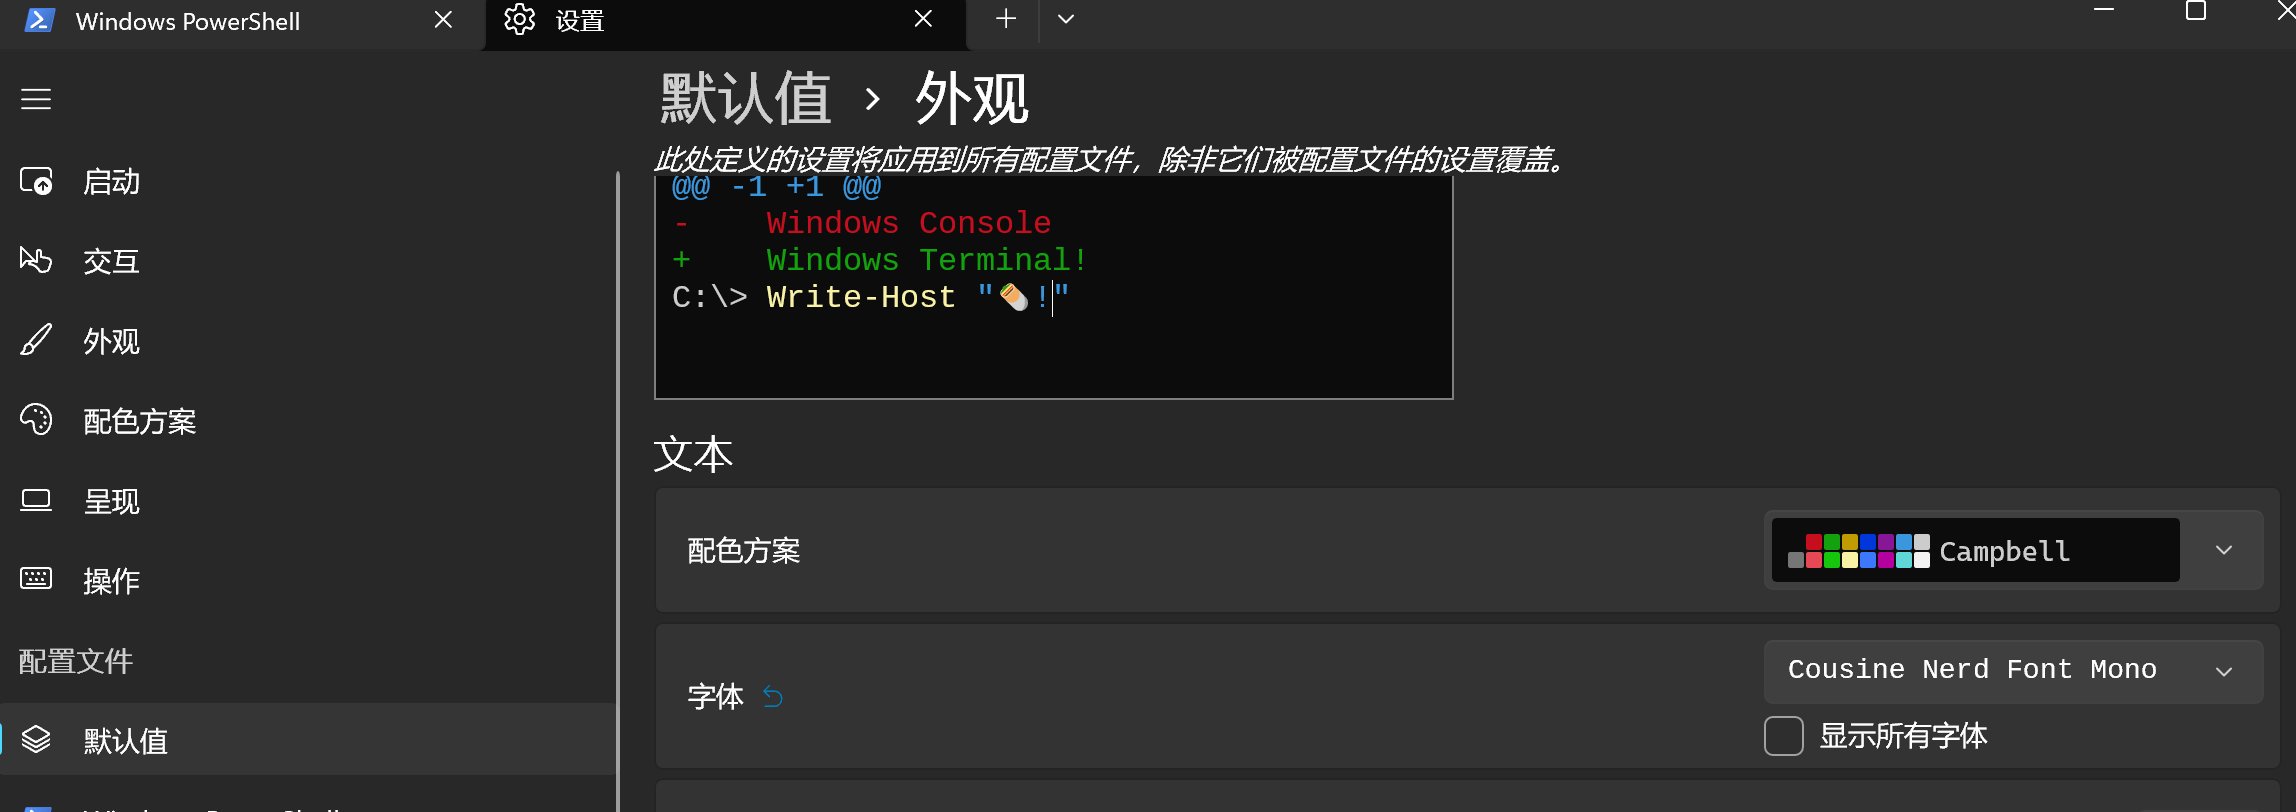 Windows PowerShell
设置
默认值 › 外观
此处定义的设置将应用到所有配置文件，除非它们被配置文件的设置覆盖。
@@ -1 +1 @@
-    Windows Console
+    Windows Terminal!
C:\> Write-Host "🌯!"
启动
交互
外观
配色方案
呈现
操作
配置文件
默认值
Windows PowerShell
文本
配色方案
Campbell
字体
Cousine Nerd Font Mono
显示所有字体